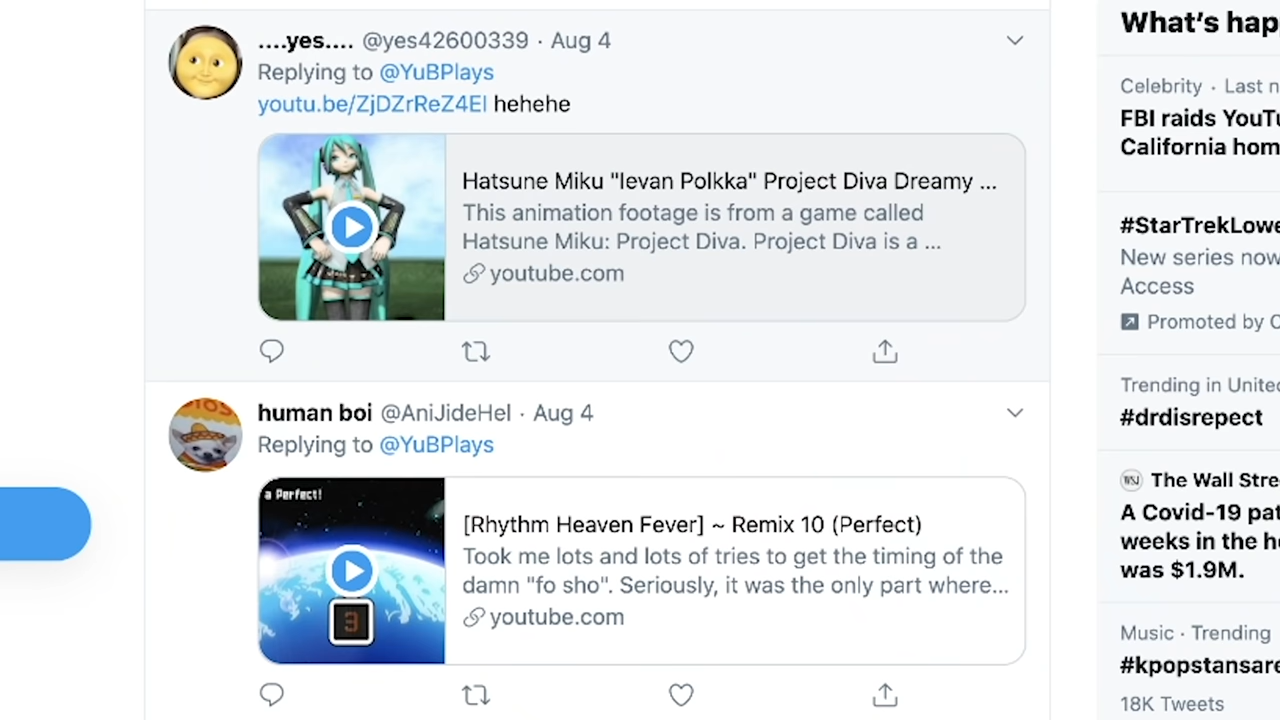 ....yes.... @yes42600339 · Aug 4
Replying to @YuBPlays
youtu.be/ZjDZrReZ4EI hehehe
Hatsune Miku "Ievan Polkka" Project Diva Dreamy ...
This animation footage is from a game called
Hatsune Miku: Project Diva. Project Diva is a ...
youtube.com
human boi @AniJideHel · Aug 4
Replying to @YuBPlays
a Perfect!
3
[Rhythm Heaven Fever] ~ Remix 10 (Perfect)
Took me lots and lots of tries to get the timing of the
damn "fo sho". Seriously, it was the only part where...
youtube.com
What's hap
Celebrity · Last n
FBI raids YouTu
California hom
#StarTrekLowe
New series now
Access
Promoted by C
Trending in Unite
#drdisrepect
WSJ The Wall Stre
A Covid-19 pat
weeks in the ho
was $1.9M.
Music · Trending
#kpopstansare
18K Tweets